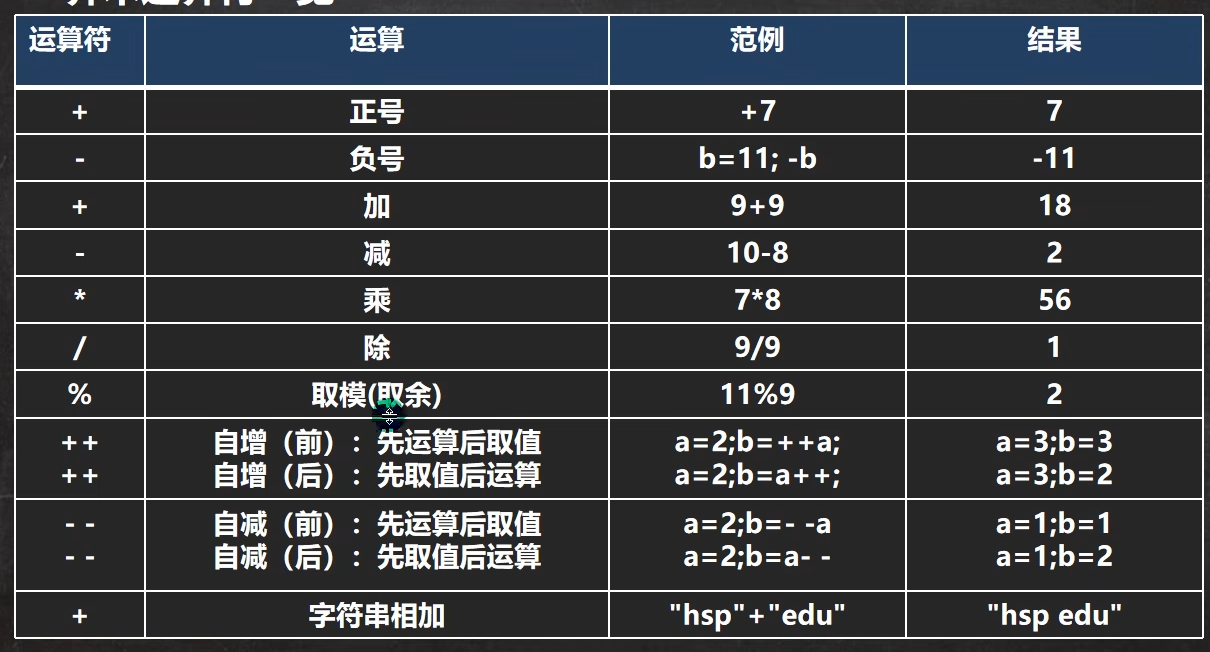 运算符 运算 范例 结果
+ 正号 +7 7
- 负号 b=11; -b -11
+ 加 9+9 18
- 减 10-8 2
* 乘 7*8 56
/ 除 9/9 1
% 取模(取余) 11%9 2
++ 自增（前）：先运算后取值 a=2;b=++a; a=3;b=3
++ 自增（后）：先取值后运算 a=2;b=a++; a=3;b=2
- - 自减（前）：先运算后取值 a=2;b=- -a a=1;b=1
- - 自减（后）：先取值后运算 a=2;b=a- - a=1;b=2
+ 字符串相加 "hsp"+"edu" "hsp edu"